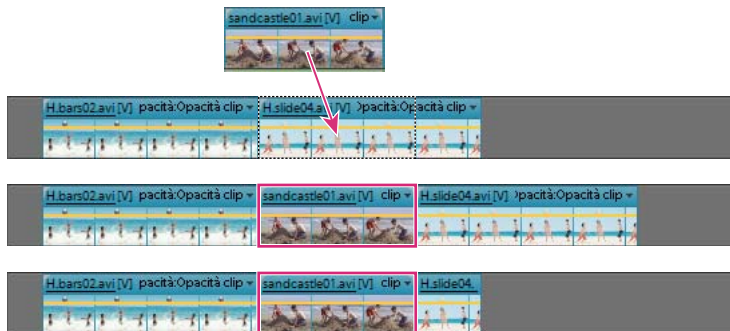 sandcastle01.avi [V] clip
H.bars02.avi [V] pacità:Opacità clip H.slide04.avi [V] pacità:Opacità clip
H.bars02.avi [V] pacità:Opacità clip sandcastle01.avi [V] clip H.slide04.avi [V] pacità:Opacità clip
H.bars02.avi [V] pacità:Opacità clip sandcastle01.avi [V] clip H.slide04.